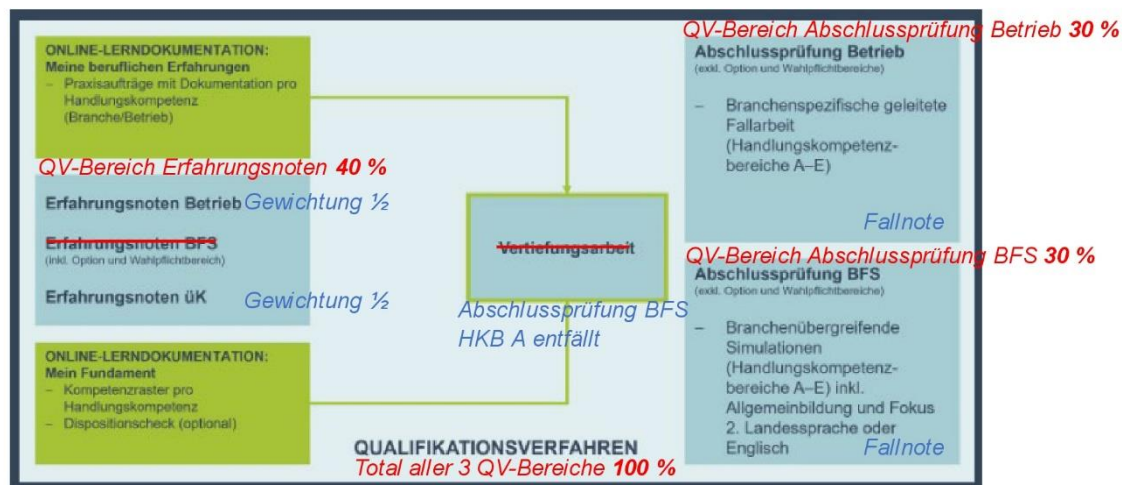 ONLINE-LERNDOKUMENTATION:
Meine beruflichen Erfahrungen
– Praxisaufträge mit Dokumentation pro
Handlungskompetenz
(Branche/Betrieb)
QV-Bereich Erfahrungsnoten 40 %
Erfahrungsnoten Betrieb Gewichtung ½
Erfahrungsnoten BFS
(inkl. Option und Wahlpflichtbereich)
Erfahrungsnoten üK Gewichtung ½
ONLINE-LERNDOKUMENTATION:
Mein Fundament
– Kompetenzraster pro
Handlungskompetenz
– Dispositionscheck (optional)
Vertiefungsarbeit
Abschlussprüfung BFS
HKB A entfällt
QUALIFIKATIONSVERFAHREN
Total aller 3 QV-Bereiche 100 %
QV-Bereich Abschlussprüfung Betrieb 30 %
Abschlussprüfung Betrieb
(exkl. Option und Wahlpflichtbereiche)
– Branchenspezifische geleitete
Fallarbeit
(Handlungskompetenz-
bereiche A–E)
Fallnote
QV-Bereich Abschlussprüfung BFS 30 %
Abschlussprüfung BFS
(exkl. Option und Wahlpflichtbereiche)
– Branchenübergreifende
Simulationen
(Handlungskompetenz-
bereiche A–E) inkl.
Allgemeinbildung und Fokus
2. Landessprache oder
Englisch
Fallnote